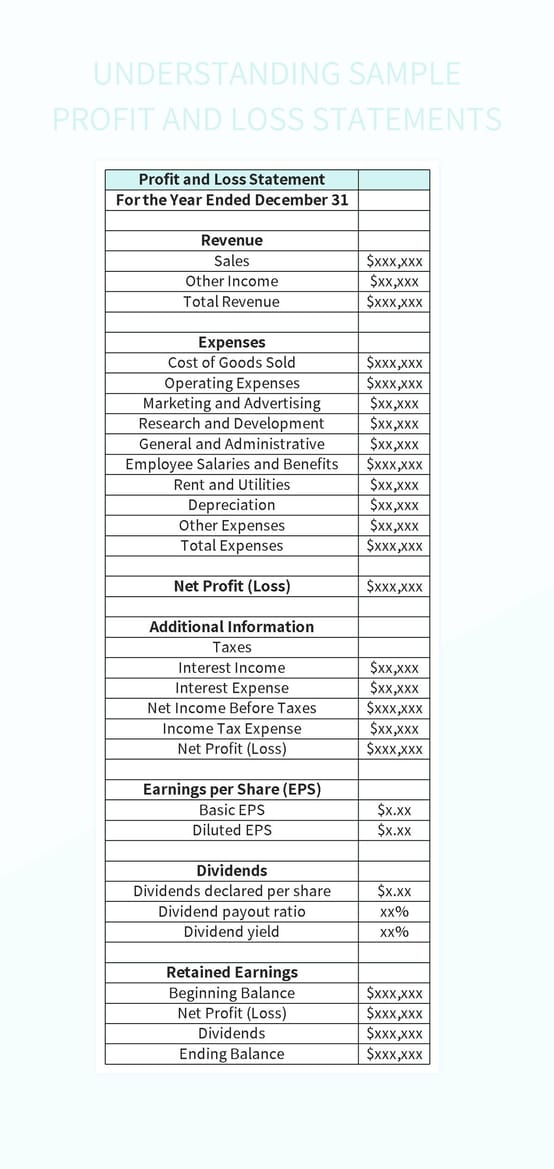 UNDERSTANDING SAMPLE
PROFIT AND LOSS STATEMENTS
Profit and Loss Statement
For the Year Ended December 31
Revenue
Sales $xxx,xxx
Other Income $xx,xxx
Total Revenue $xxx,xxx
Expenses
Cost of Goods Sold $xxx,xxx
Operating Expenses $xxx,xxx
Marketing and Advertising $xx,xxx
Research and Development $xx,xxx
General and Administrative $xx,xxx
Employee Salaries and Benefits $xxx,xxx
Rent and Utilities $xx,xxx
Depreciation $xx,xxx
Other Expenses $xx,xxx
Total Expenses $xxx,xxx
Net Profit (Loss) $xxx,xxx
Additional Information
Taxes
Interest Income $xx,xxx
Interest Expense $xx,xxx
Net Income Before Taxes $xxx,xxx
Income Tax Expense $xx,xxx
Net Profit (Loss) $xxx,xxx
Earnings per Share (EPS)
Basic EPS $x.xx
Diluted EPS $x.xx
Dividends
Dividends declared per share $x.xx
Dividend payout ratio xx%
Dividend yield xx%
Retained Earnings
Beginning Balance $xxx,xxx
Net Profit (Loss) $xxx,xxx
Dividends $xxx,xxx
Ending Balance $xxx,xxx